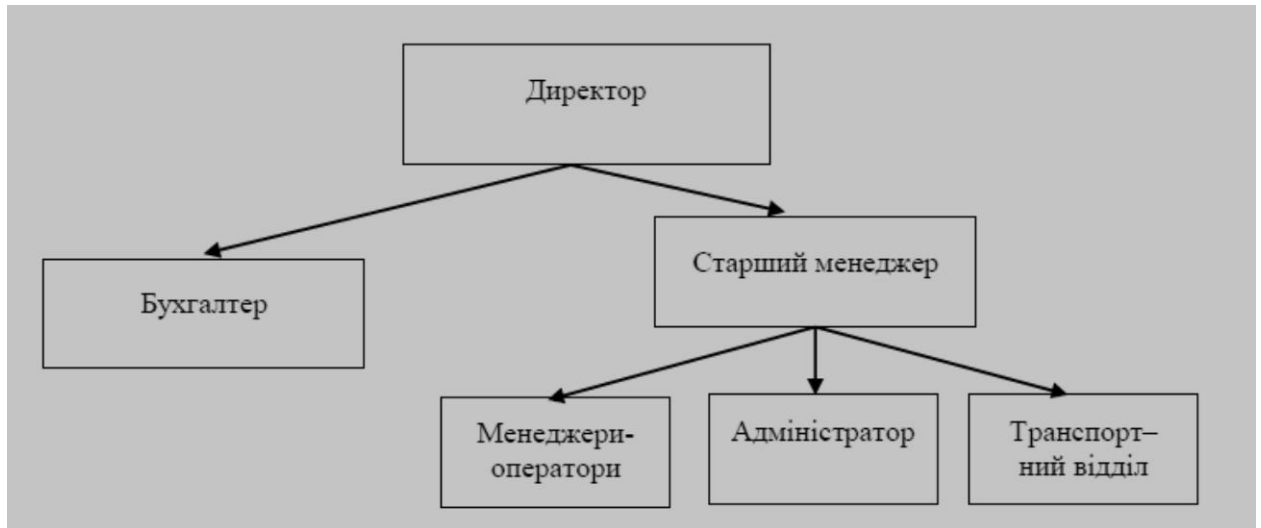 Директор
Старший менеджер
Бухгалтер
Менеджери-
оператори
Адміністратор
Транспорт–
ний відділ